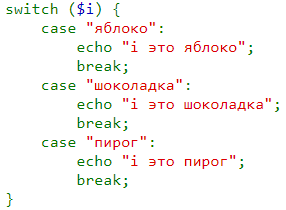 switch ($i) {
    case "яблоко":
        echo "i это яблоко";
        break;
    case "шоколадка":
        echo "i это шоколадка";
        break;
    case "пирог":
        echo "i это пирог";
        break;
}